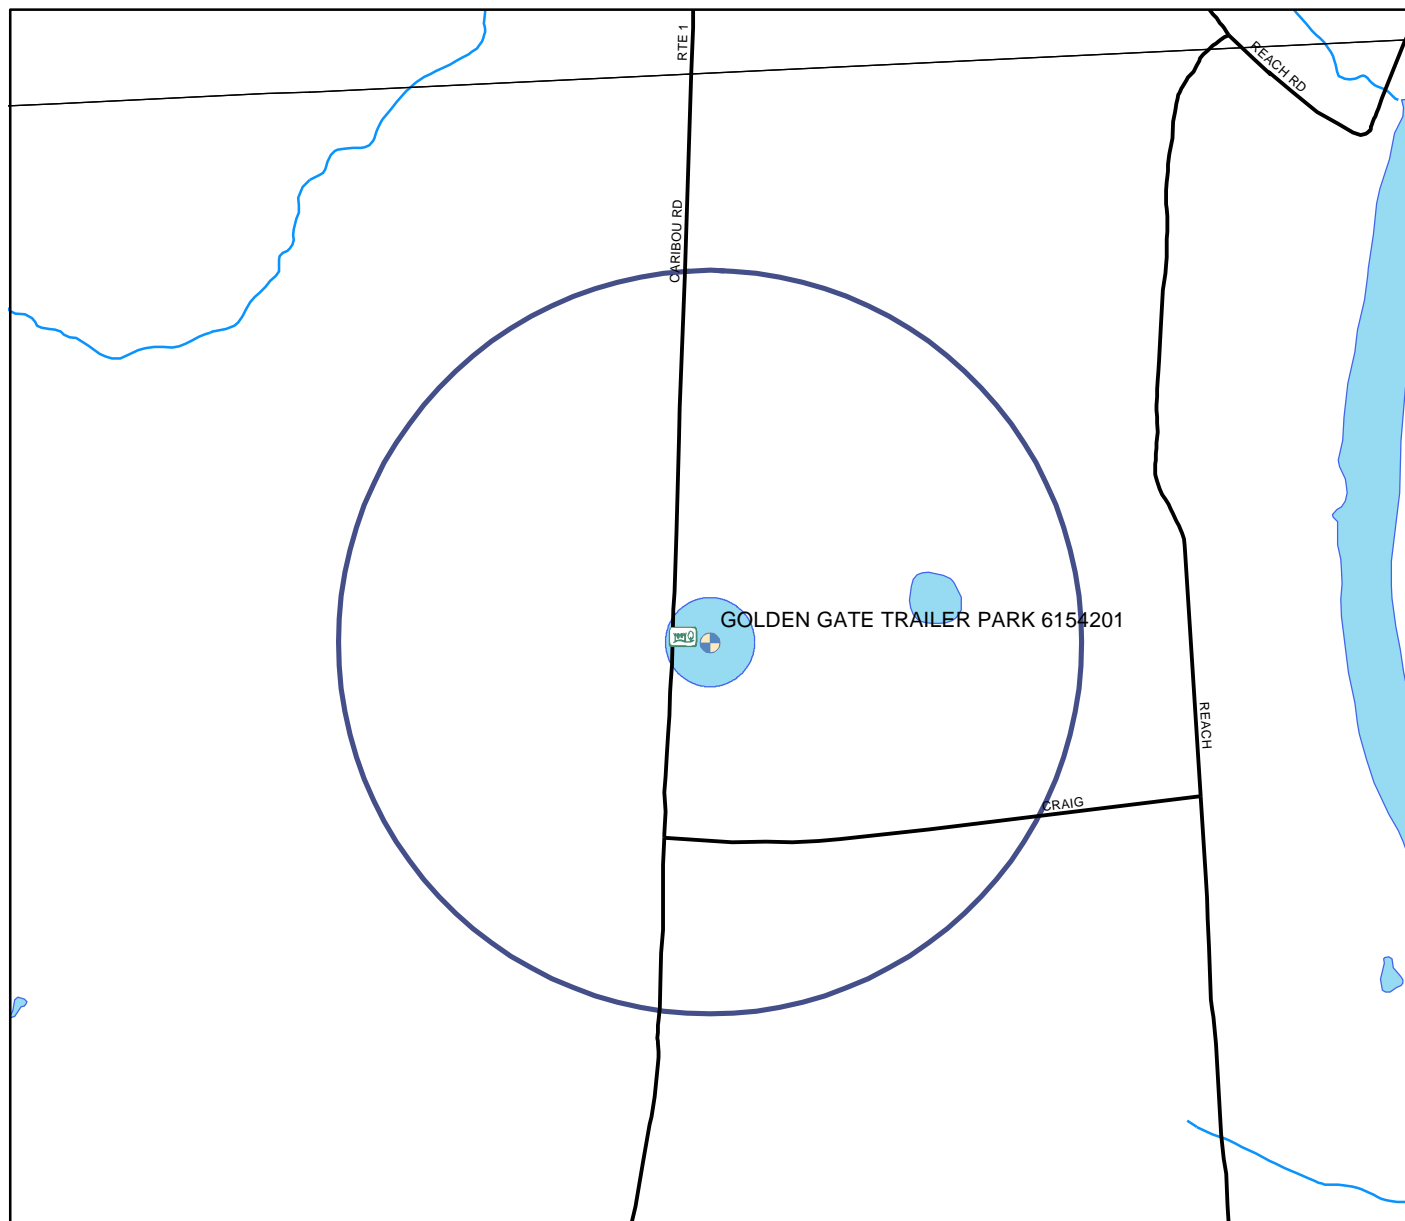 RTE 1
REACH RD
CARIBOU RD
GOLDEN GATE TRAILER PARK 6154201
REACH
CRAIG